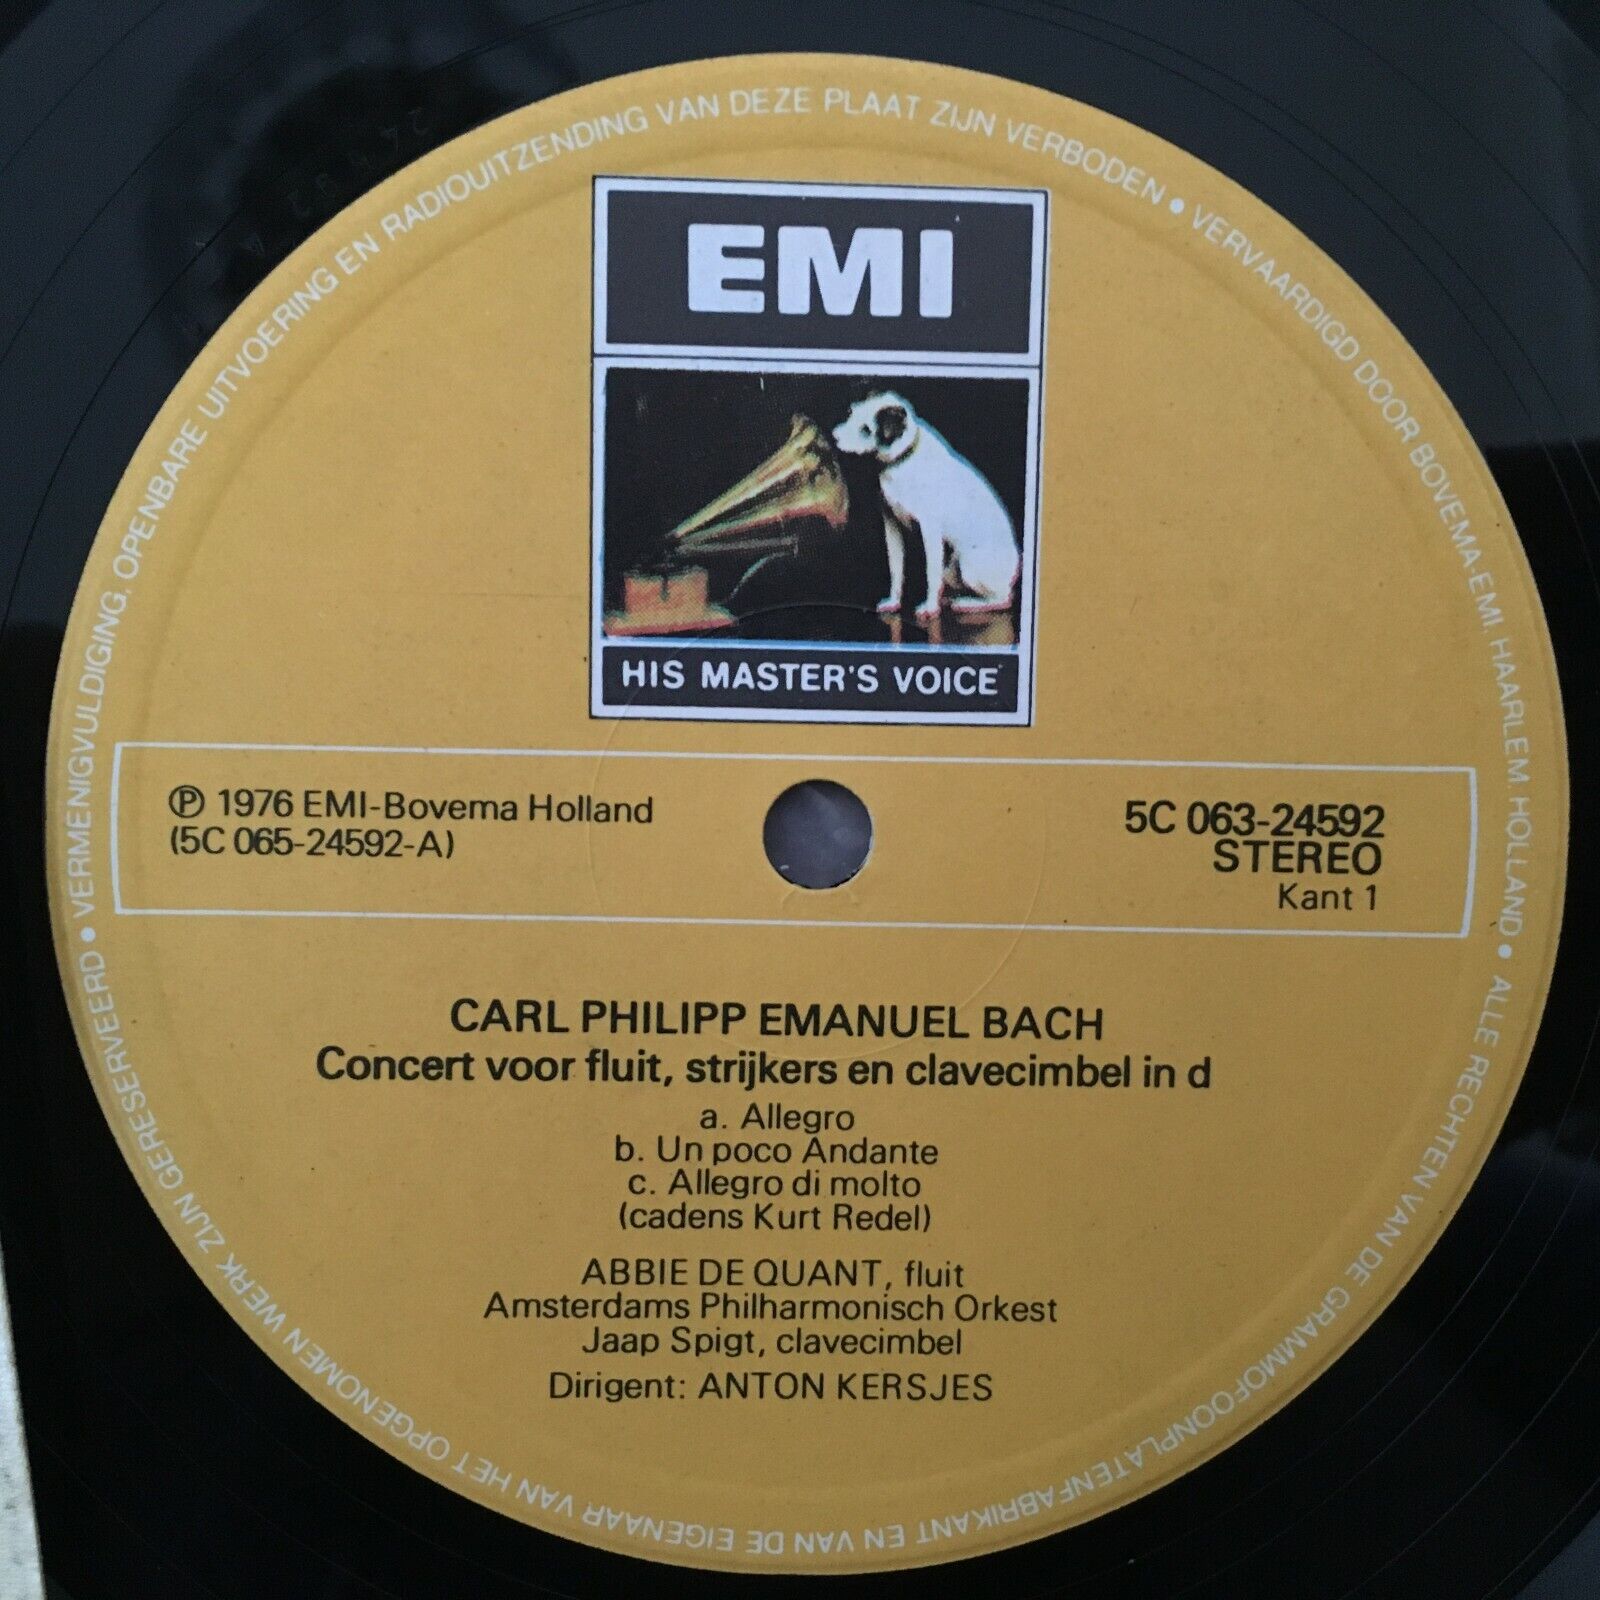 EMI
HIS MASTER'S VOICE
℗ 1976 EMI-Bovema Holland
(5C 065-24592-A)
5C 063-24592
STEREO
Kant 1
CARL PHILIPP EMANUEL BACH
Concert voor fluit, strijkers en clavecimbel in d
a. Allegro
b. Un poco Andante
c. Allegro di molto
(cadens Kurt Redel)
ABBIE DE QUANT, fluit
Amsterdams Philharmonisch Orkest
Jaap Spigt, clavecimbel
Dirigent: ANTON KERSJES
VERVAARDIGD DOOR BOVEMA-EMI, HAARLEM, HOLLAND • ALLE RECHTEN VAN DE GRAMMOFOONPLATENFABRIKANT EN VAN DE EIGENAAR VAN HET OPGENOMEN WERK ZIJN GERESERVEERD • VERMENIGVULDIGING, OPENBARE UITVOERING EN RADIOUITZENDING VAN DEZE PLAAT ZIJN VERBODEN •